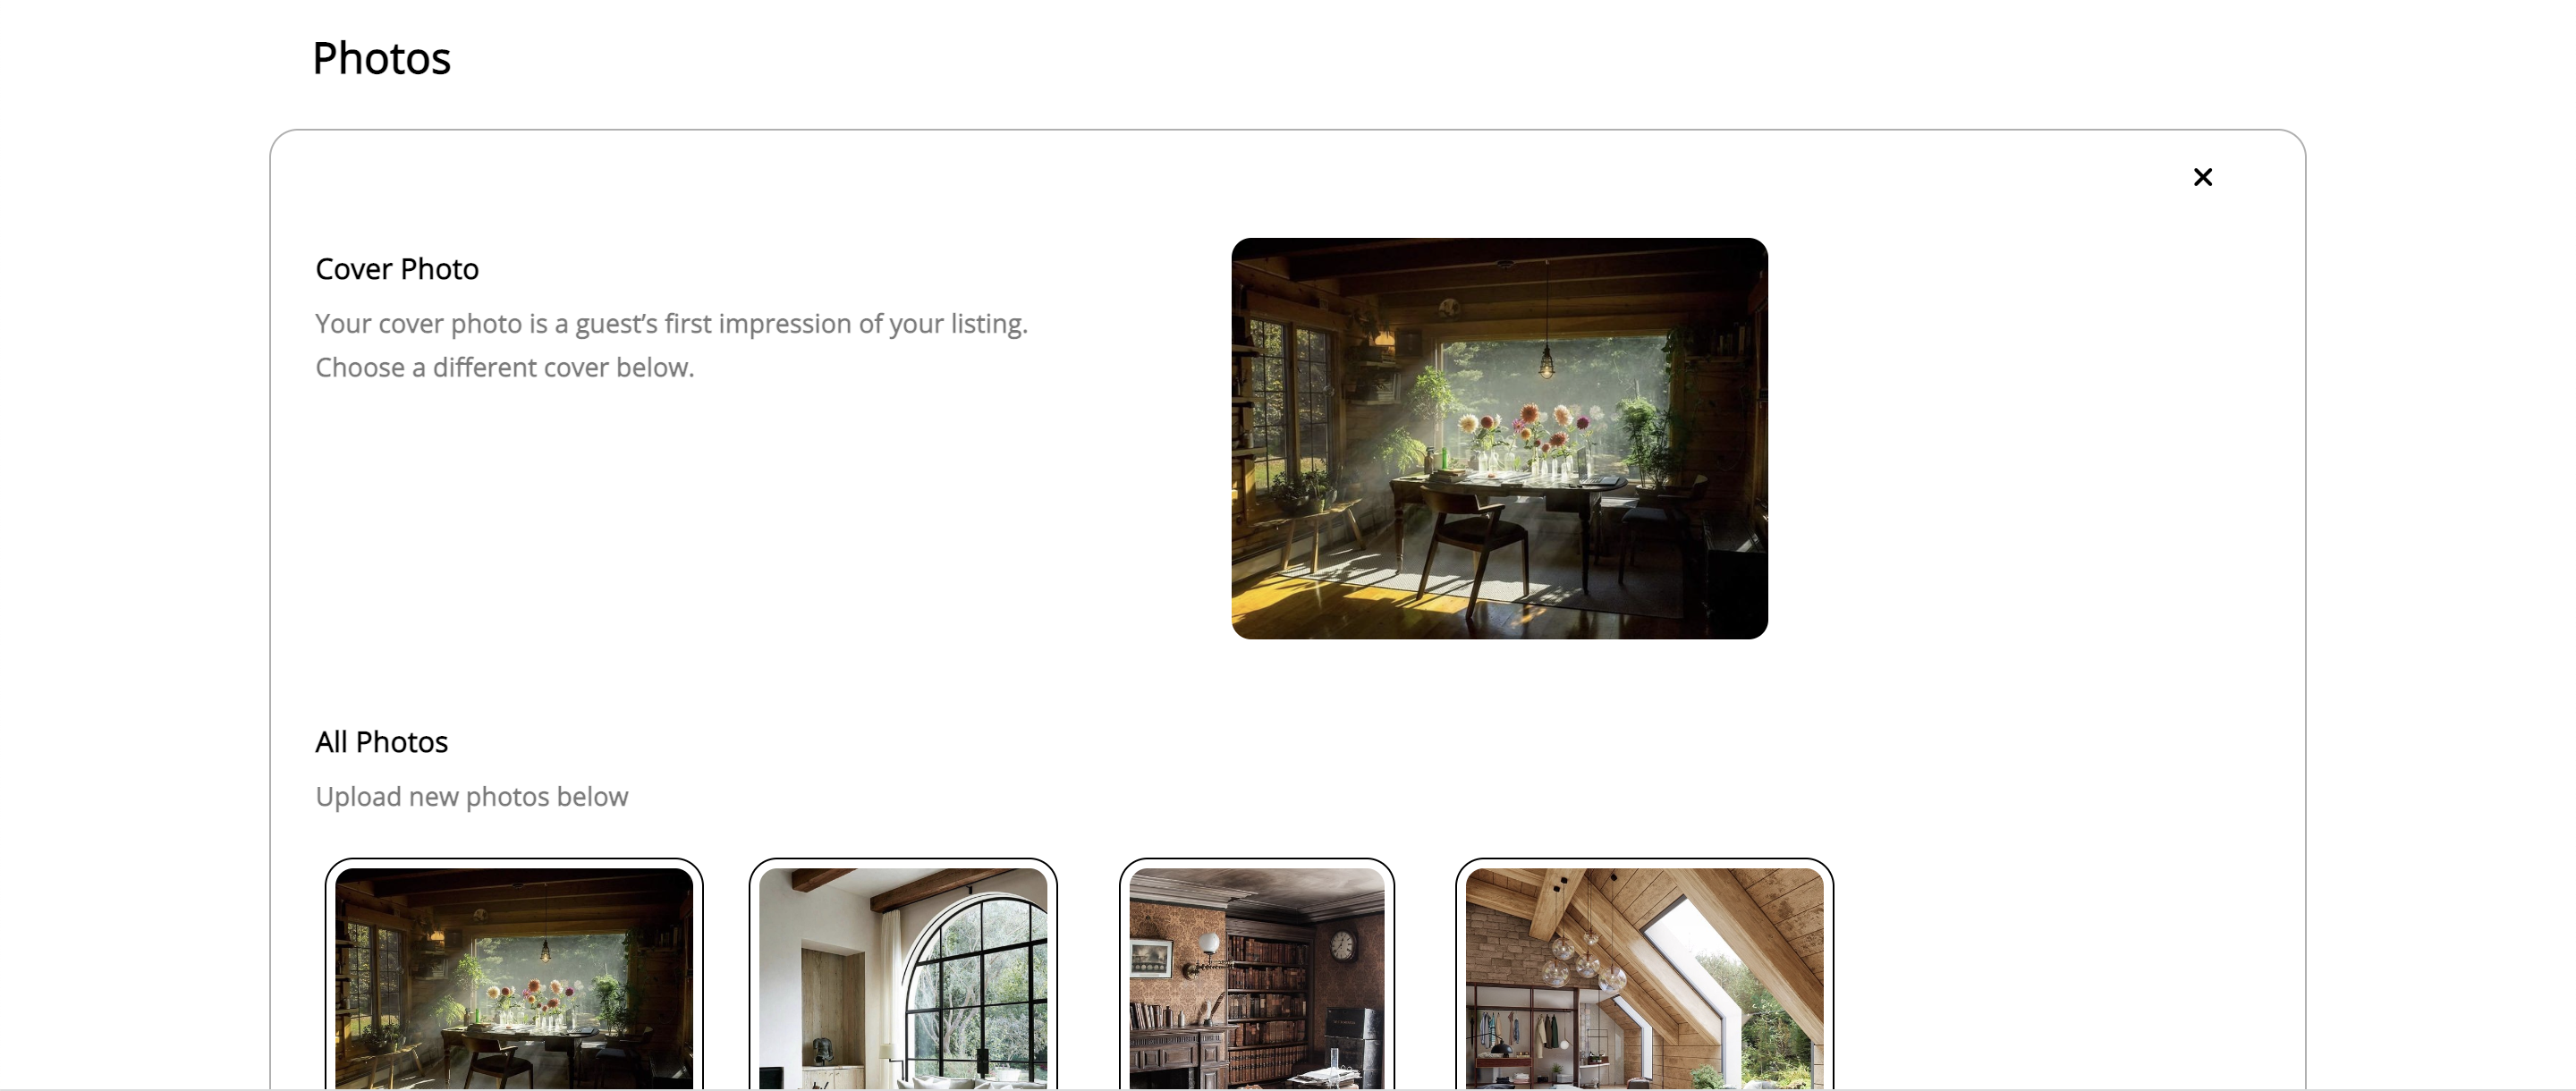 Photos
Cover Photo
Your cover photo is a guest’s first impression of your listing.
Choose a different cover below.
All Photos
Upload new photos below